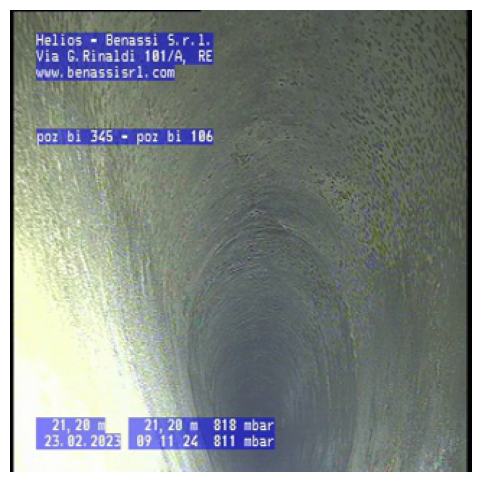 Helios - Benassi S.r.l.
Via G.Rinaldi 101/A, RE
www.benassisrl.com
poz bi 345 - poz bi 106
21,20 m 21,20 m 818 mbar
23.02.2023 09 11 24 811 mbar